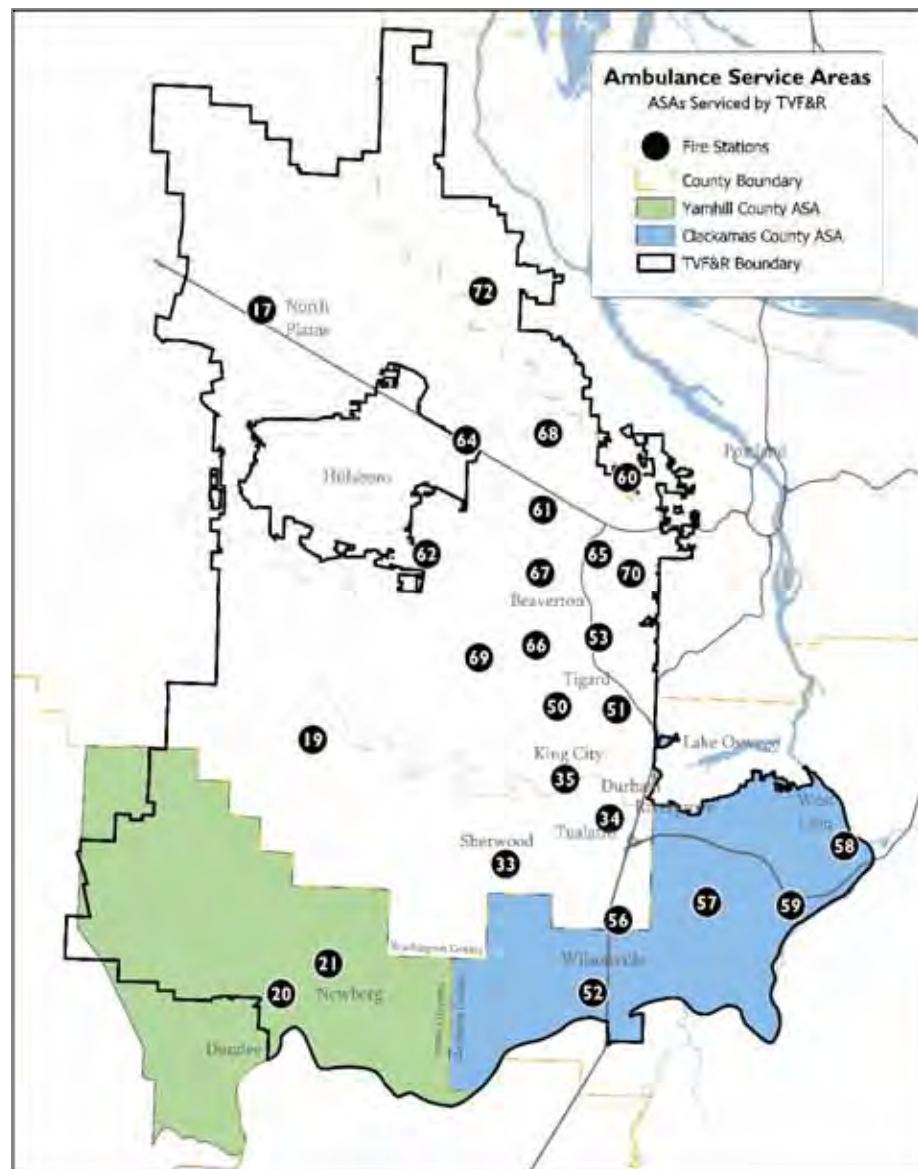 Ambulance Service Areas
ASAs Serviced by TVF&R
Fire Stations
County Boundary
Yamhill County ASA
Clackamas County ASA
TVF&R Boundary
72
17
North
Plains
64
68
Portland
60
Hillsboro
61
62
65
67
70
Beaverton
53
66
69
Tigard
50
51
19
Lake Oswego
King City
35
Durham
Rivergrove
34
Tualatin
West
Linn
58
Sherwood
33
57
59
56
Washington County
Wilsonville
21
20
Newberg
52
Dundee